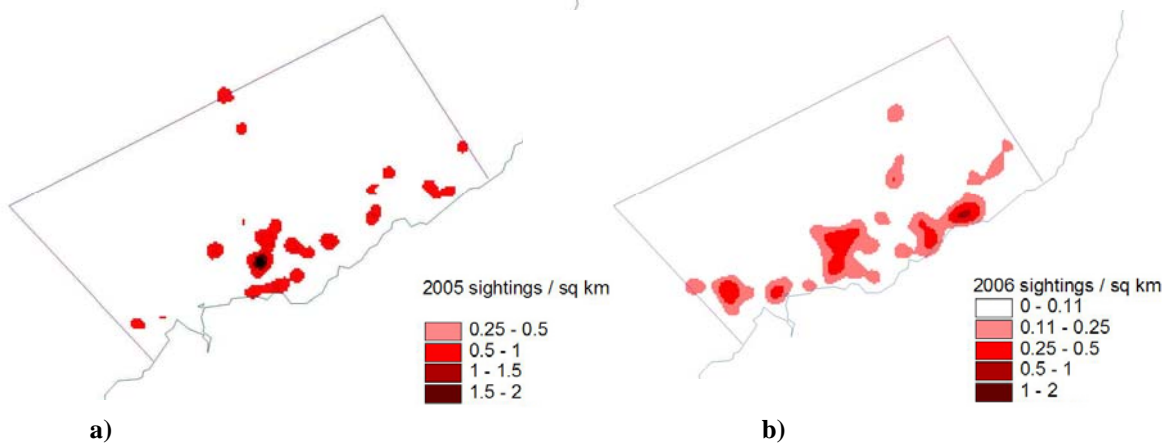 2005 sightings / sq km
0.25 - 0.5
0.5 - 1
1 - 1.5
1.5 - 2
a)
2006 sightings / sq km
0 - 0.11
0.11 - 0.25
0.25 - 0.5
0.5 - 1
1 - 2
b)